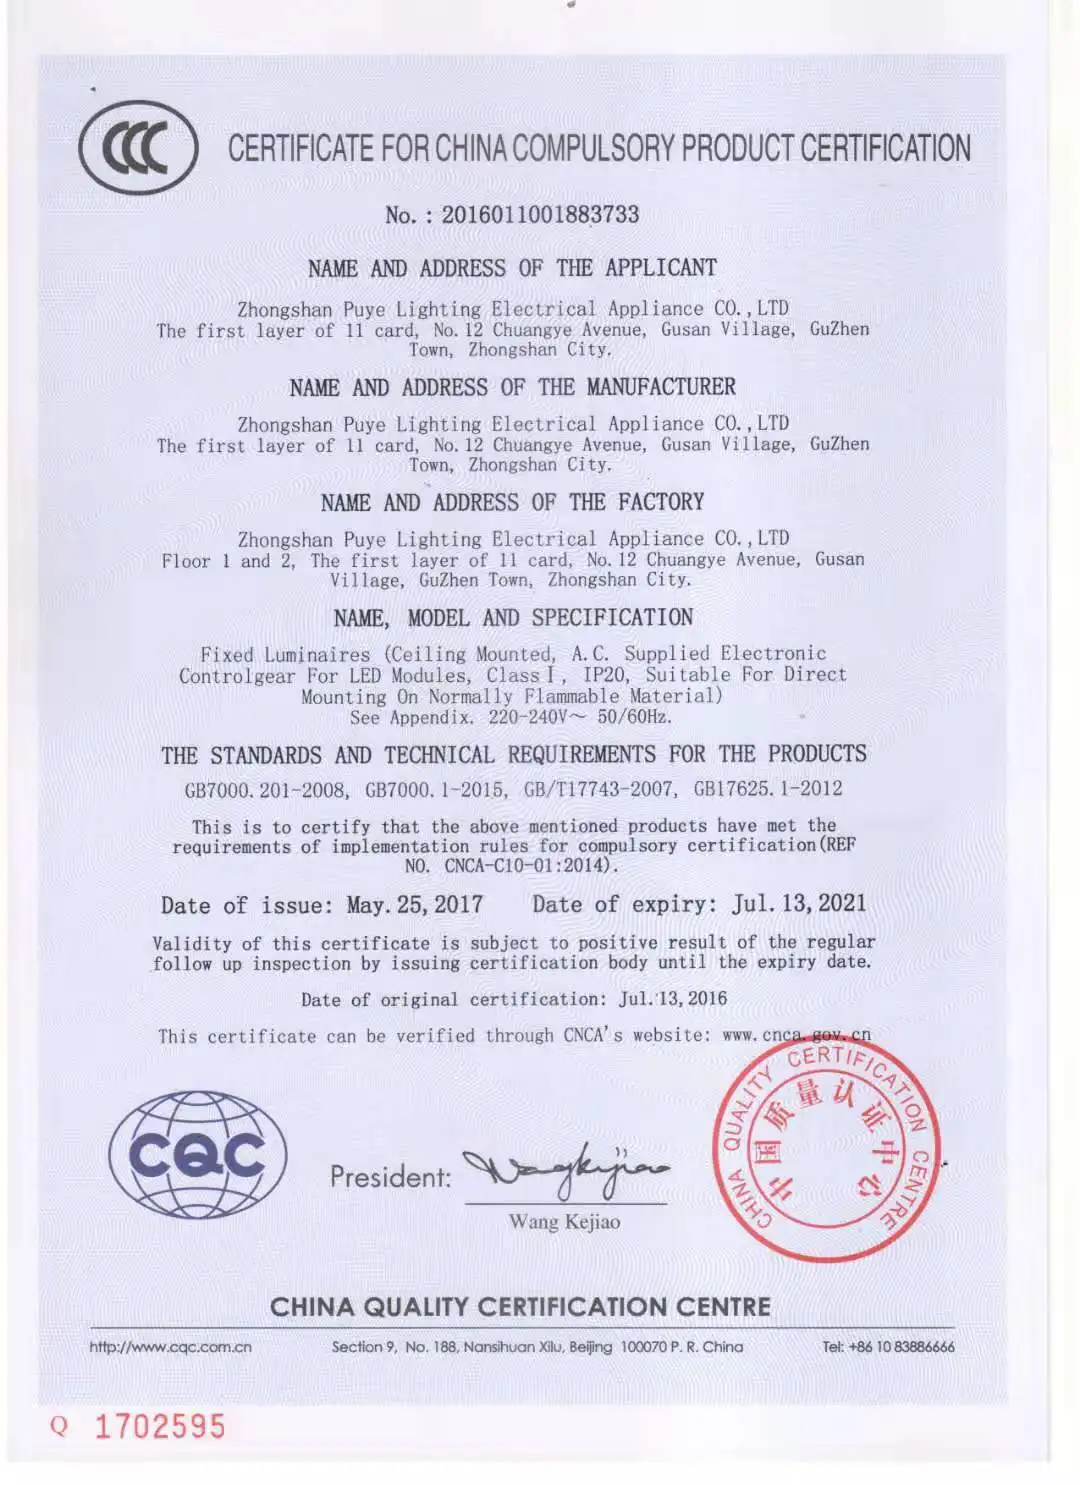 CCC
CERTIFICATE FOR CHINA COMPULSORY PRODUCT CERTIFICATION
No. : 2016011001883733
NAME AND ADDRESS OF THE APPLICANT
Zhongshan Puye Lighting Electrical Appliance CO.,LTD
The first layer of 11 card, No.12 Chuangye Avenue, Gusan Village, GuZhen
Town, Zhongshan City.
NAME AND ADDRESS OF THE MANUFACTURER
Zhongshan Puye Lighting Electrical Appliance CO.,LTD
The first layer of 11 card, No.12 Chuangye Avenue, Gusan Village, GuZhen
Town, Zhongshan City.
NAME AND ADDRESS OF THE FACTORY
Zhongshan Puye Lighting Electrical Appliance CO.,LTD
Floor 1 and 2, The first layer of 11 card, No.12 Chuangye Avenue, Gusan
Village, GuZhen Town, Zhongshan City.
NAME, MODEL AND SPECIFICATION
Fixed Luminaires (Ceiling Mounted, A.C. Supplied Electronic
Controlgear For LED Modules, ClassⅠ, IP20, Suitable For Direct
Mounting On Normally Flammable Material)
See Appendix. 220-240V～ 50/60Hz.
THE STANDARDS AND TECHNICAL REQUIREMENTS FOR THE PRODUCTS
GB7000.201-2008, GB7000.1-2015, GB/T17743-2007, GB17625.1-2012
This is to certify that the above mentioned products have met the
requirements of implementation rules for compulsory certification(REF
NO. CNCA-C10-01:2014).
Date of issue: May.25,2017 Date of expiry: Jul.13,2021
Validity of this certificate is subject to positive result of the regular
follow up inspection by issuing certification body until the expiry date.
Date of original certification: Jul.13,2016
This certificate can be verified through CNCA's website: www.cnca.gov.cn
CHINA QUALITY CERTIFICATION CENTRE
中国质量认证中心
CQC
President: Wangkejiao
Wang Kejiao
CHINA QUALITY CERTIFICATION CENTRE
http://www.cqc.com.cn Section 9, No. 188, Nansihuan Xilu, Beijing 100070 P. R. China Tel: +86 10 83886666
Q 1702595